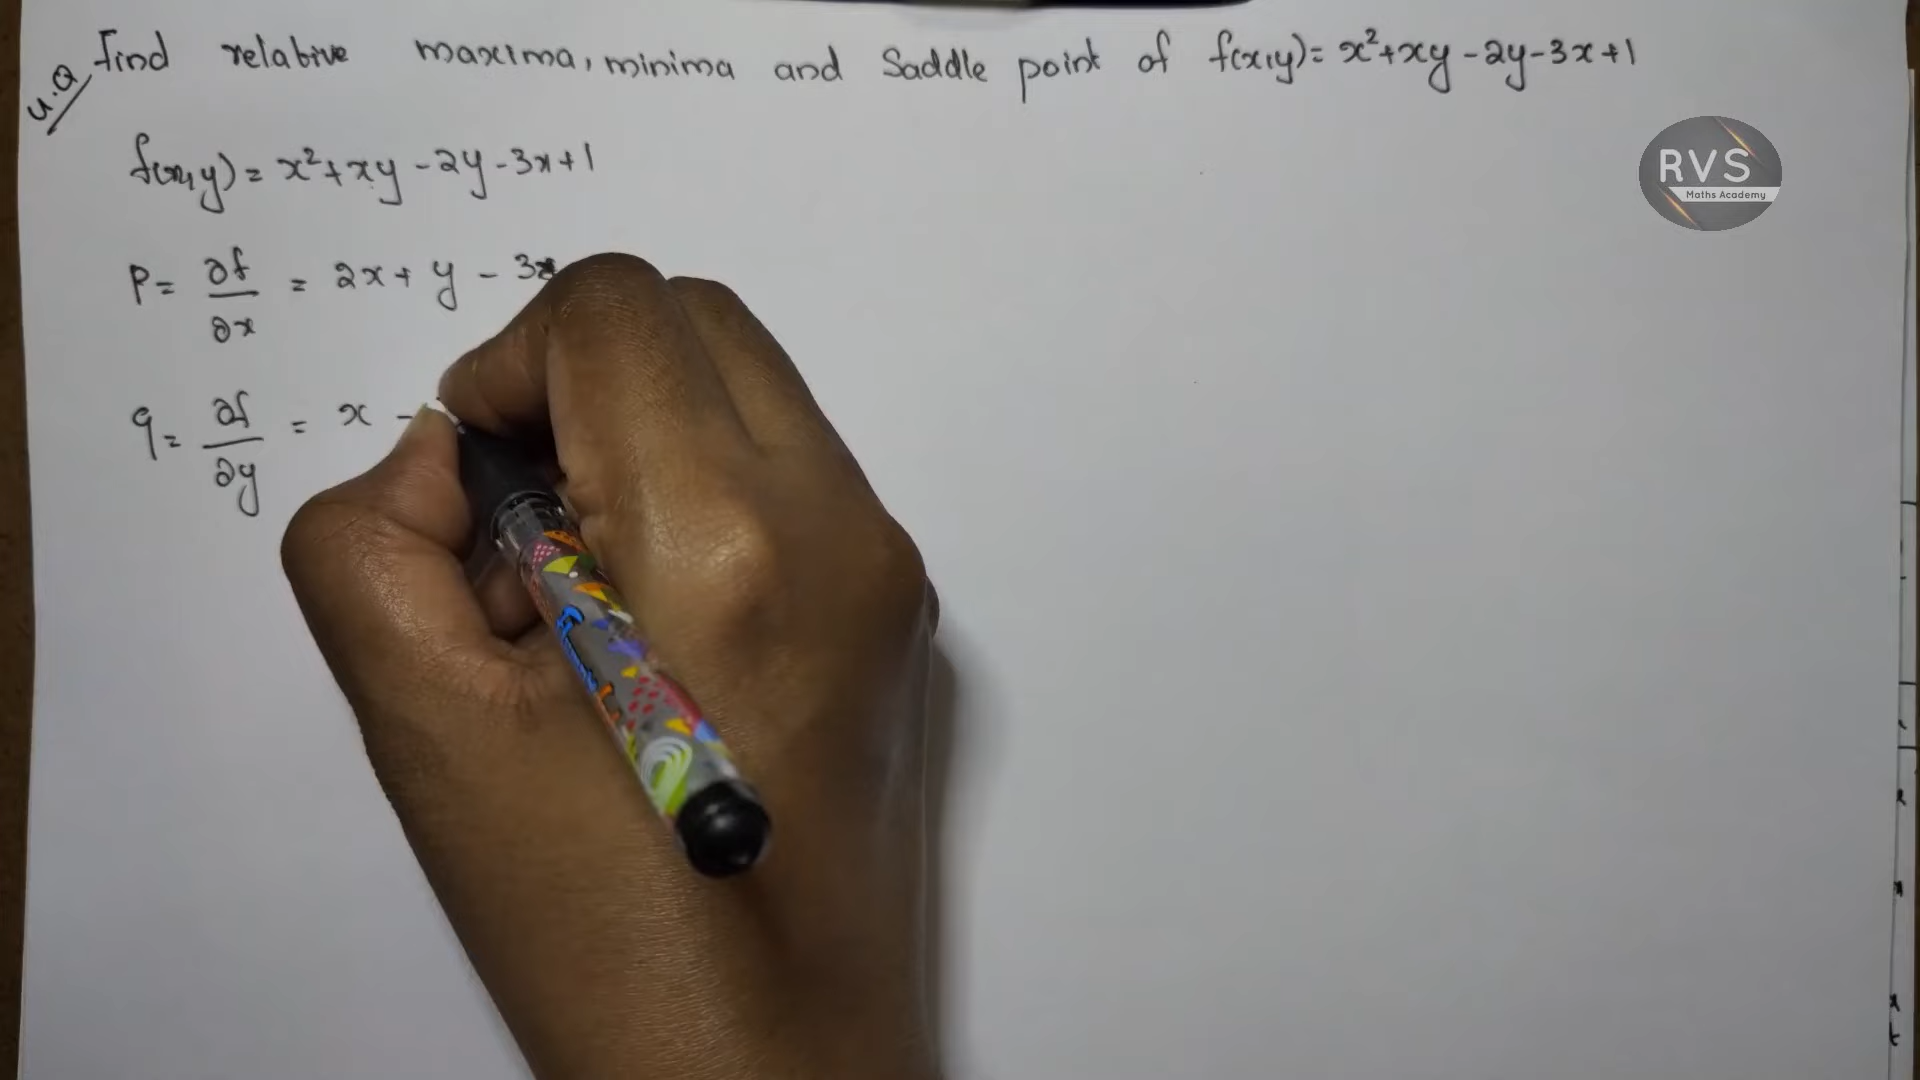 U.Q Find relative maxima, minima and Saddle point of f(x,y) = x²+xy-2y-3x+1
f(x,y) = x²+xy-2y-3x+1
P = ∂f/∂x = 2x+y-3
q = ∂f/∂y = x -
RVS
Maths Academy